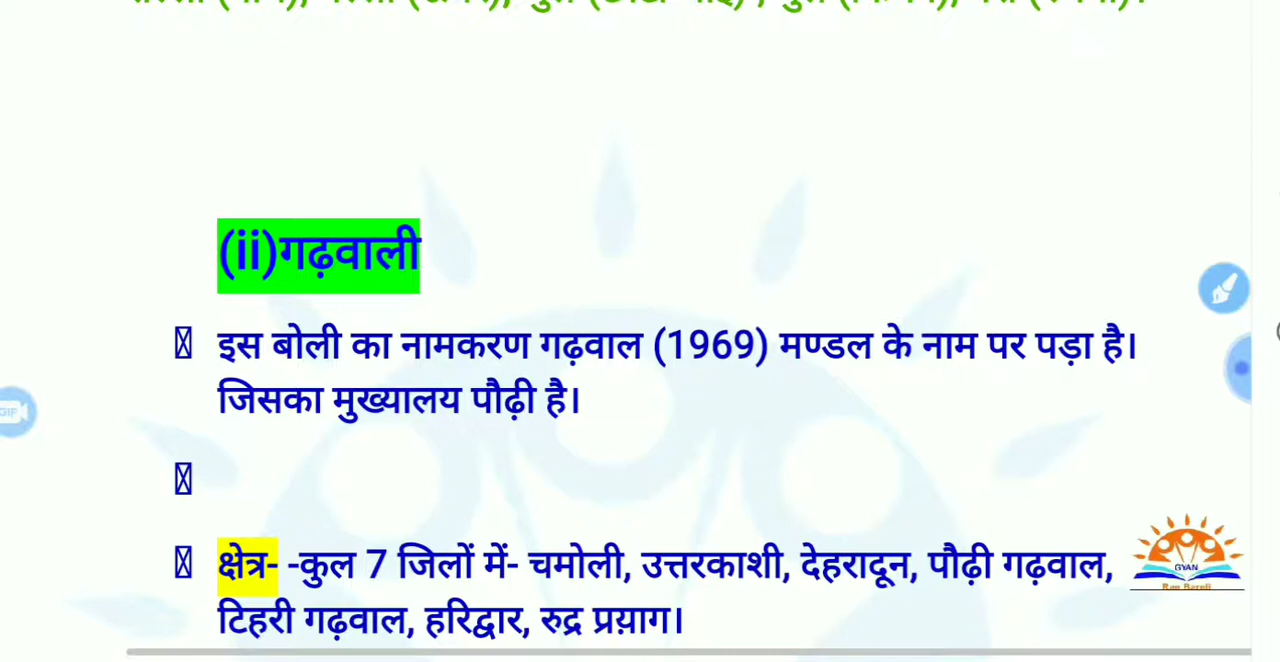 (ii)गढ़वाली
इस बोली का नामकरण गढ़वाल (1969) मण्डल के नाम पर पड़ा है।
जिसका मुख्यालय पौढ़ी है।
क्षेत्र- -कुल 7 जिलों में- चमोली, उत्तरकाशी, देहरादून, पौढ़ी गढ़वाल,
टिहरी गढ़वाल, हरिद्वार, रुद्र प्रय़ाग।
GYAN
GIF